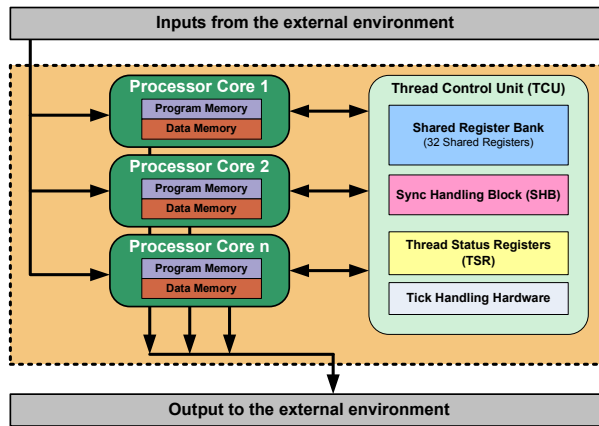 Inputs from the external environment
Processor Core 1
Program Memory
Data Memory
Processor Core 2
Program Memory
Data Memory
Processor Core n
Program Memory
Data Memory
Thread Control Unit (TCU)
Shared Register Bank
(32 Shared Registers)
Sync Handling Block (SHB)
Thread Status Registers
(TSR)
Tick Handling Hardware
Output to the external environment